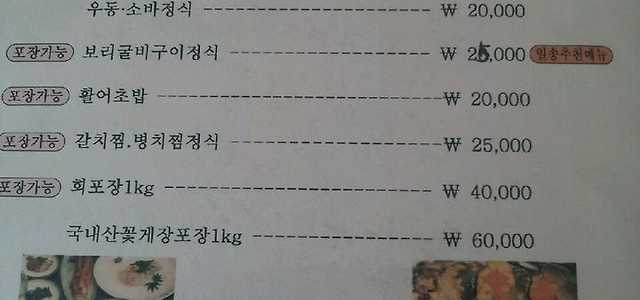 우동·소바정식 ₩ 20,000
포장가능 보리굴비구이정식 ₩ 25,000 일송추천메뉴
포장가능 활어초밥 ₩ 20,000
포장가능 갈치찜.병치찜정식 ₩ 25,000
포장가능 회포장1kg ₩ 40,000
국내산꽃게장포장1kg ₩ 60,000